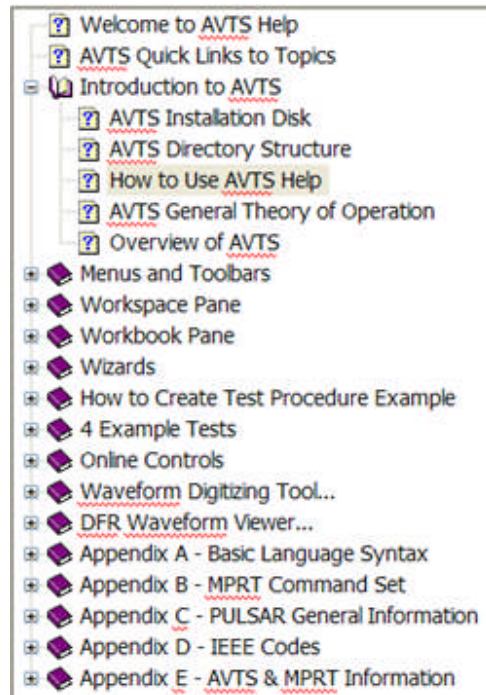 Welcome to AVTS Help
AVTS Quick Links to Topics
Introduction to AVTS
AVTS Installation Disk
AVTS Directory Structure
How to Use AVTS Help
AVTS General Theory of Operation
Overview of AVTS
Menus and Toolbars
Workspace Pane
Workbook Pane
Wizards
How to Create Test Procedure Example
4 Example Tests
Online Controls
Waveform Digitizing Tool...
DFR Waveform Viewer...
Appendix A - Basic Language Syntax
Appendix B - MPRT Command Set
Appendix C - PULSAR General Information
Appendix D - IEEE Codes
Appendix E - AVTS & MPRT Information